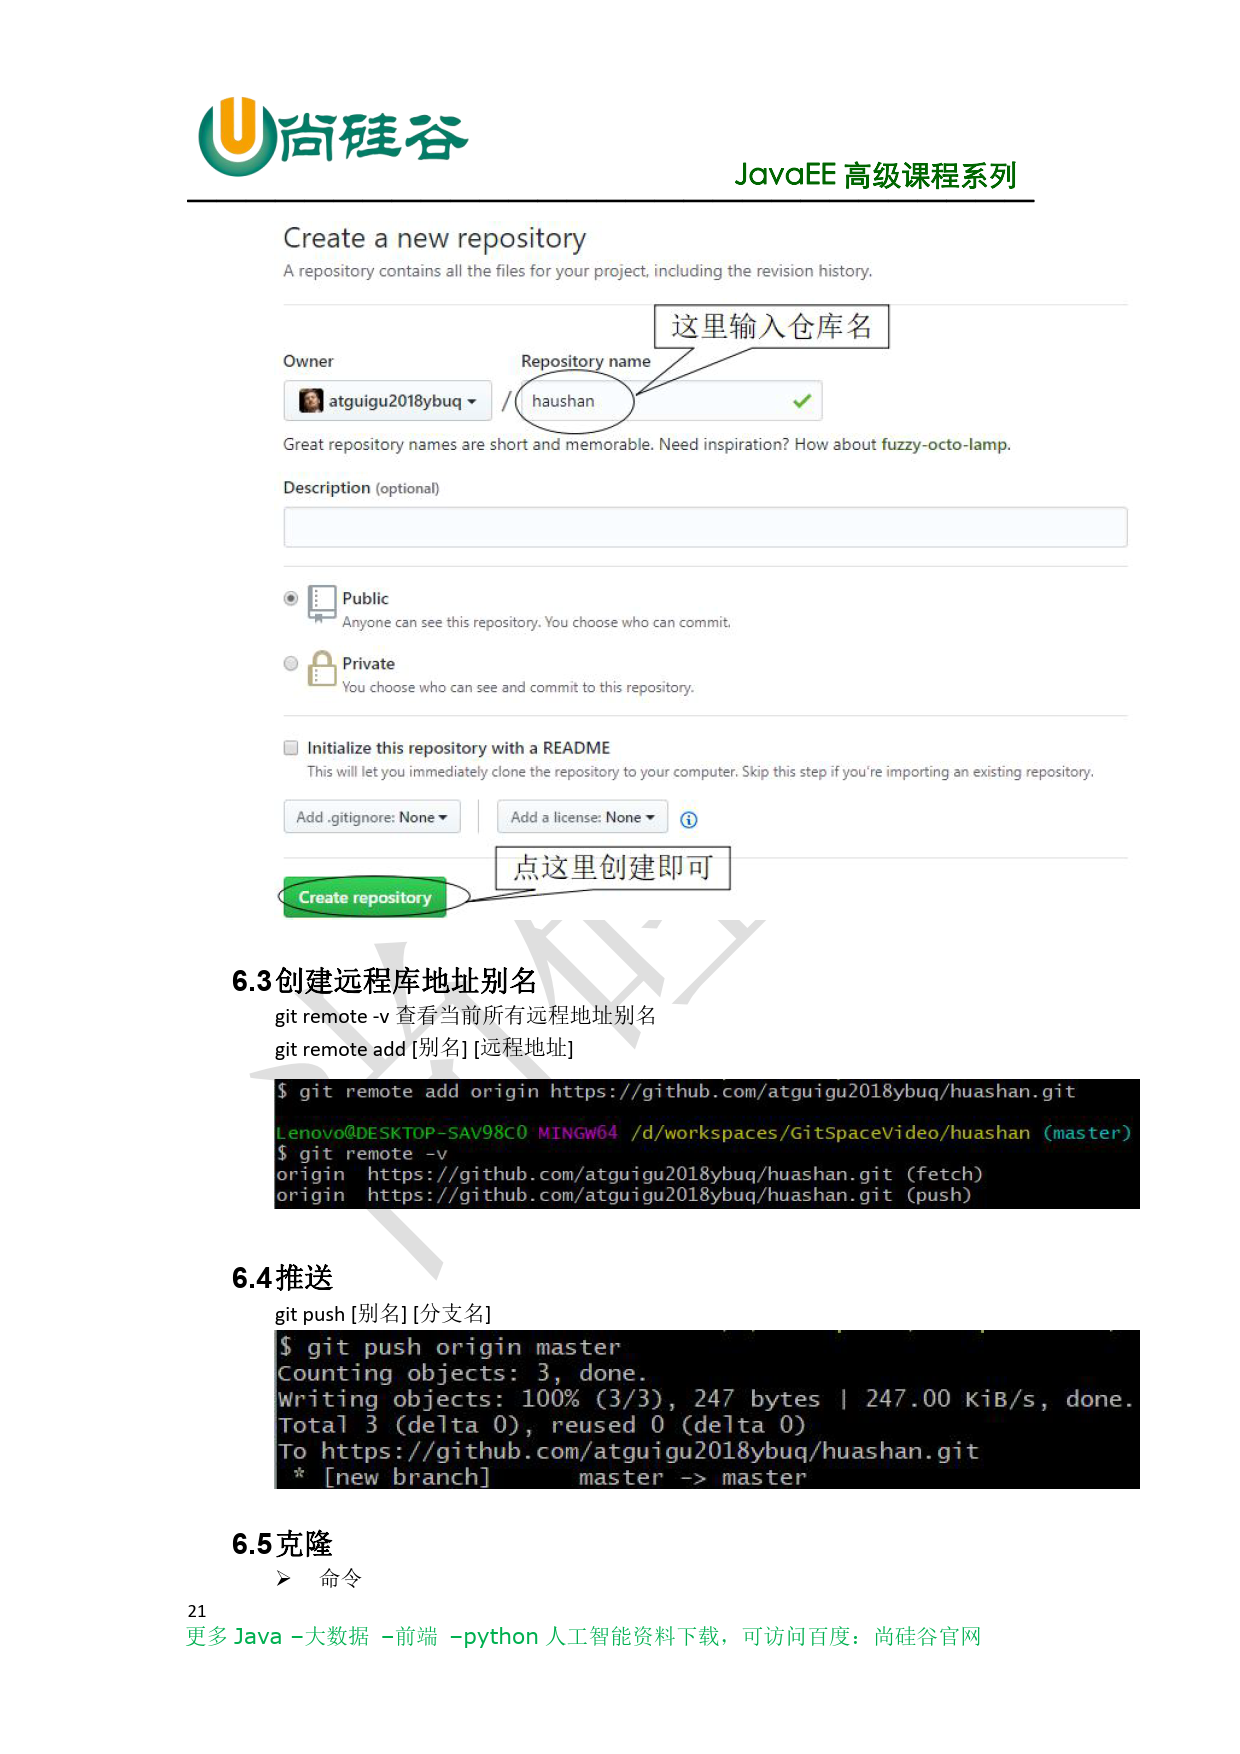 尚硅谷
JavaEE 高级课程系列
Create a new repository
A repository contains all the files for your project, including the revision history.
这里输入仓库名
Owner
Repository name
atguigu2018ybuq
/
haushan
Great repository names are short and memorable. Need inspiration? How about fuzzy-octo-lamp.
Description (optional)
Public
Anyone can see this repository. You choose who can commit.
Private
You choose who can see and commit to this repository.
Initialize this repository with a README
This will let you immediately clone the repository to your computer. Skip this step if you're importing an existing repository.
Add .gitignore: None
Add a license: None
点这里创建即可
Create repository
6.3 创建远程库地址别名
git remote -v 查看当前所有远程地址别名
git remote add [别名] [远程地址]
$ git remote add origin https://github.com/atguigu2018ybuq/huashan.git
Lenovo@DESKTOP-SAV98C0 MINGW64 /d/workspaces/GitSpaceVideo/huashan (master)
$ git remote -v
origin  https://github.com/atguigu2018ybuq/huashan.git (fetch)
origin  https://github.com/atguigu2018ybuq/huashan.git (push)
6.4 推送
git push [别名] [分支名]
$ git push origin master
Counting objects: 3, done.
Writing objects: 100% (3/3), 247 bytes | 247.00 KiB/s, done.
Total 3 (delta 0), reused 0 (delta 0)
To https://github.com/atguigu2018ybuq/huashan.git
* [new branch]      master -> master
6.5 克隆
➢ 命令
21
更多 Java –大数据 –前端 –python 人工智能资料下载，可访问百度：尚硅谷官网